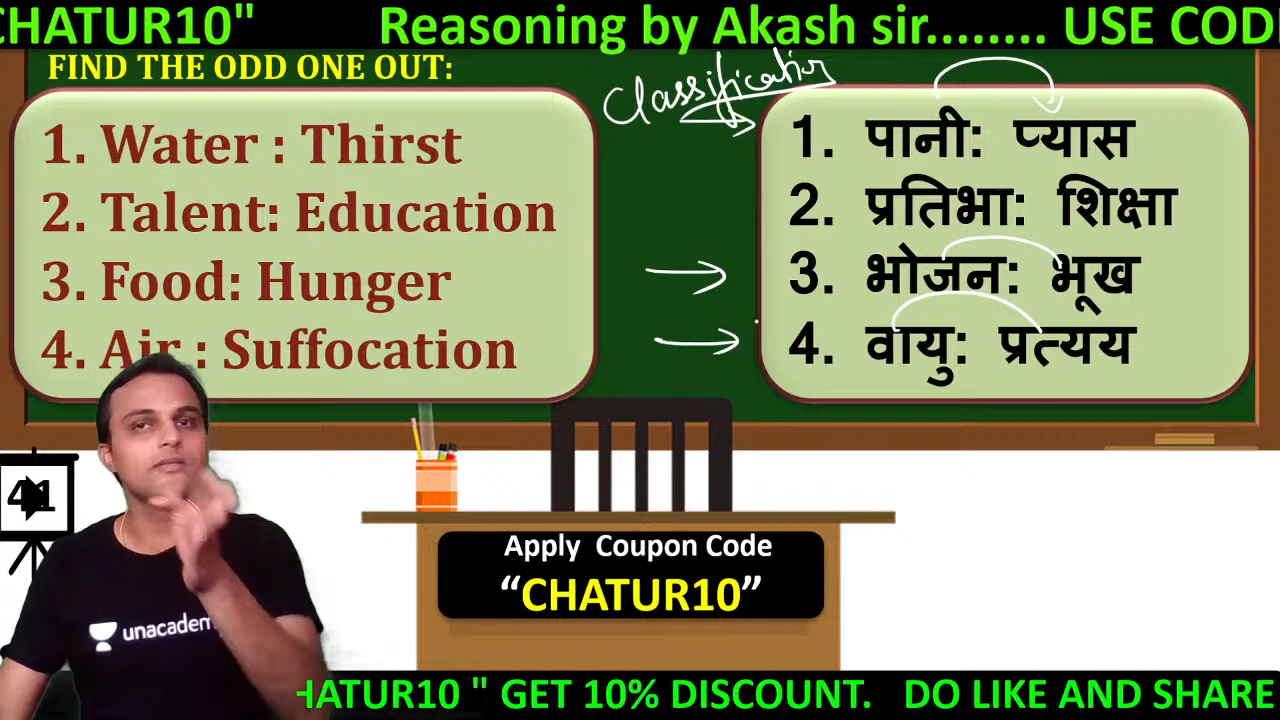 CHATUR10" Reasoning by Akash sir........ USE COD
FIND THE ODD ONE OUT:
Classification
1. Water : Thirst
2. Talent: Education
3. Food: Hunger
4. Air : Suffocation
1. पानी: प्यास
2. प्रतिभा: शिक्षा
3. भोजन: भूख
4. वायु: प्रत्यय
Apply Coupon Code
“CHATUR10”
unacadem
HATUR10 " GET 10% DISCOUNT. DO LIKE AND SHARE